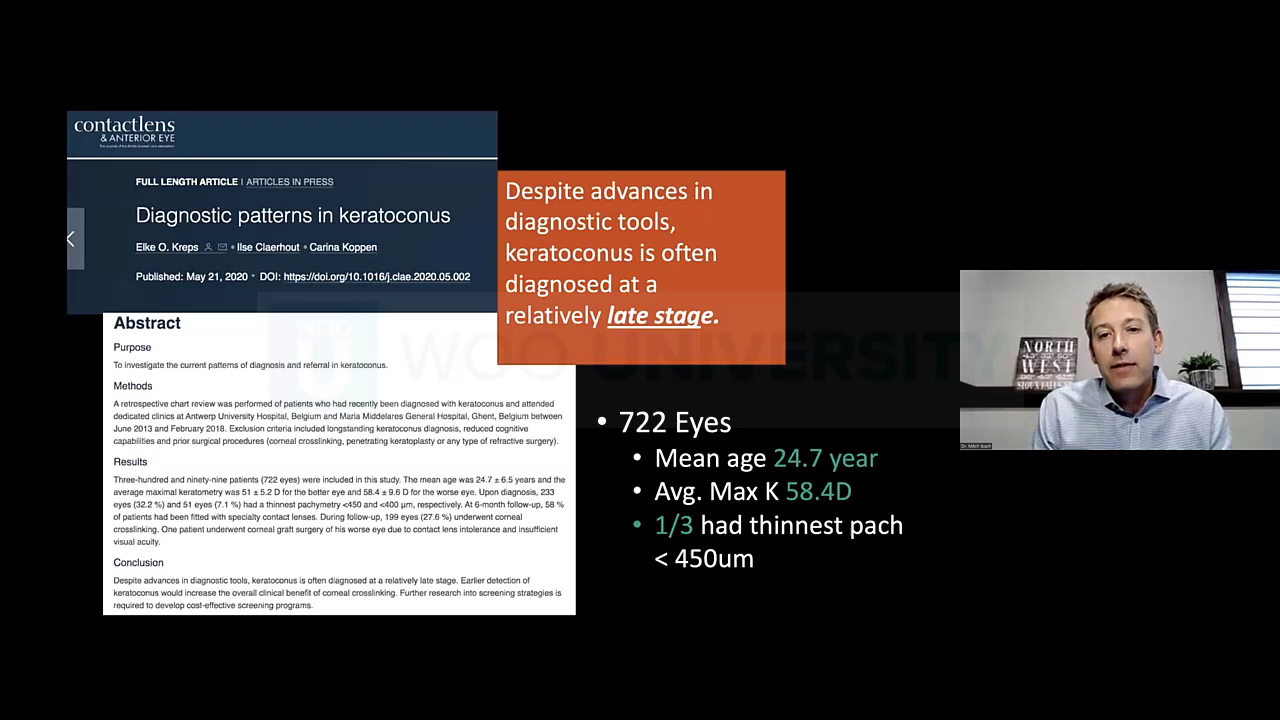 contactlens
& ANTERIOR EYE
FULL LENGTH ARTICLE | ARTICLES IN PRESS
Diagnostic patterns in keratoconus
Elke O. Kreps • Ilse Claerhout • Carina Koppen
Published: May 21, 2020 • DOI: https://doi.org/10.1016/j.clae.2020.05.002
Abstract
Purpose
To investigate the current patterns of diagnosis and referral in keratoconus.
Methods
A retrospective chart review was performed of patients who had recently been diagnosed with keratoconus and attended
dedicated clinics at Antwerp University Hospital, Belgium and Maria Middelares General Hospital, Ghent, Belgium between
June 2013 and February 2018. Exclusion criteria included longstanding keratoconus diagnosis, reduced cognitive
capabilities and prior surgical procedures (corneal crosslinking, penetrating keratoplasty or any type of refractive surgery).
Results
Three-hundred and ninety-nine patients (722 eyes) were included in this study. The mean age was 24.7 ± 6.5 years and the
average maximal keratometry was 51 ± 5.2 D for the better eye and 58.4 ± 9.6 D for the worse eye. Upon diagnosis, 233
eyes (32.2 %) and 51 eyes (7.1 %) had a thinnest pachymetry <450 and <400 μm, respectively. At 6-month follow-up, 58 %
of patients had been fitted with specialty contact lenses. During follow-up, 199 eyes (27.6 %) underwent corneal
crosslinking. One patient underwent corneal graft surgery of his worse eye due to contact lens intolerance and insufficient
visual acuity.
Conclusion
Despite advances in diagnostic tools, keratoconus is often diagnosed at a relatively late stage. Earlier detection of
keratoconus would increase the overall clinical benefit of corneal crosslinking. Further research into screening strategies is
required to develop cost-effective screening programs.
Despite advances in
diagnostic tools,
keratoconus is often
diagnosed at a
relatively late stage.
WOO UNIVERSITY
• 722 Eyes
• Mean age 24.7 year
• Avg. Max K 58.4D
• 1/3 had thinnest pach
< 450um
NORTH
WEST
SIOUX FALLS
Dr. Mitch Ibach